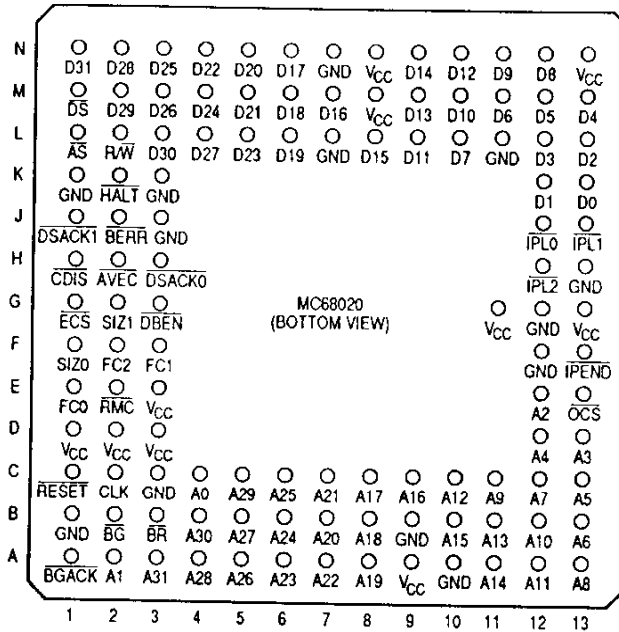 N
D31 D28 D25 D22 D20 D17 GND VCC D14 D12 D9 D8 VCC
M
DS D29 D26 D24 D21 D18 D16 VCC D13 D10 D6 D5 D4
L
AS R/W D30 D27 D23 D19 GND D15 D11 D7 GND D3 D2
K
GND HALT GND D1 D0
J
DSACK1 BERR GND IPL0 IPL1
H
CDIS AVEC DSACK0 IPL2 GND
G
MC68020
(BOTTOM VIEW)
ECS SIZ1 DBEN VCC GND VCC
F
SIZ0 FC2 FC1 GND IPEND
E
FC0 RMC VCC A2 OCS
D
VCC VCC VCC A4 A3
C
RESET CLK GND A0 A29 A25 A21 A17 A16 A12 A9 A7 A5
B
GND BG BR A30 A27 A24 A20 A18 GND A15 A13 A10 A6
A
BGACK A1 A31 A28 A26 A23 A22 A19 VCC GND A14 A11 A8
1 2 3 4 5 6 7 8 9 10 11 12 13